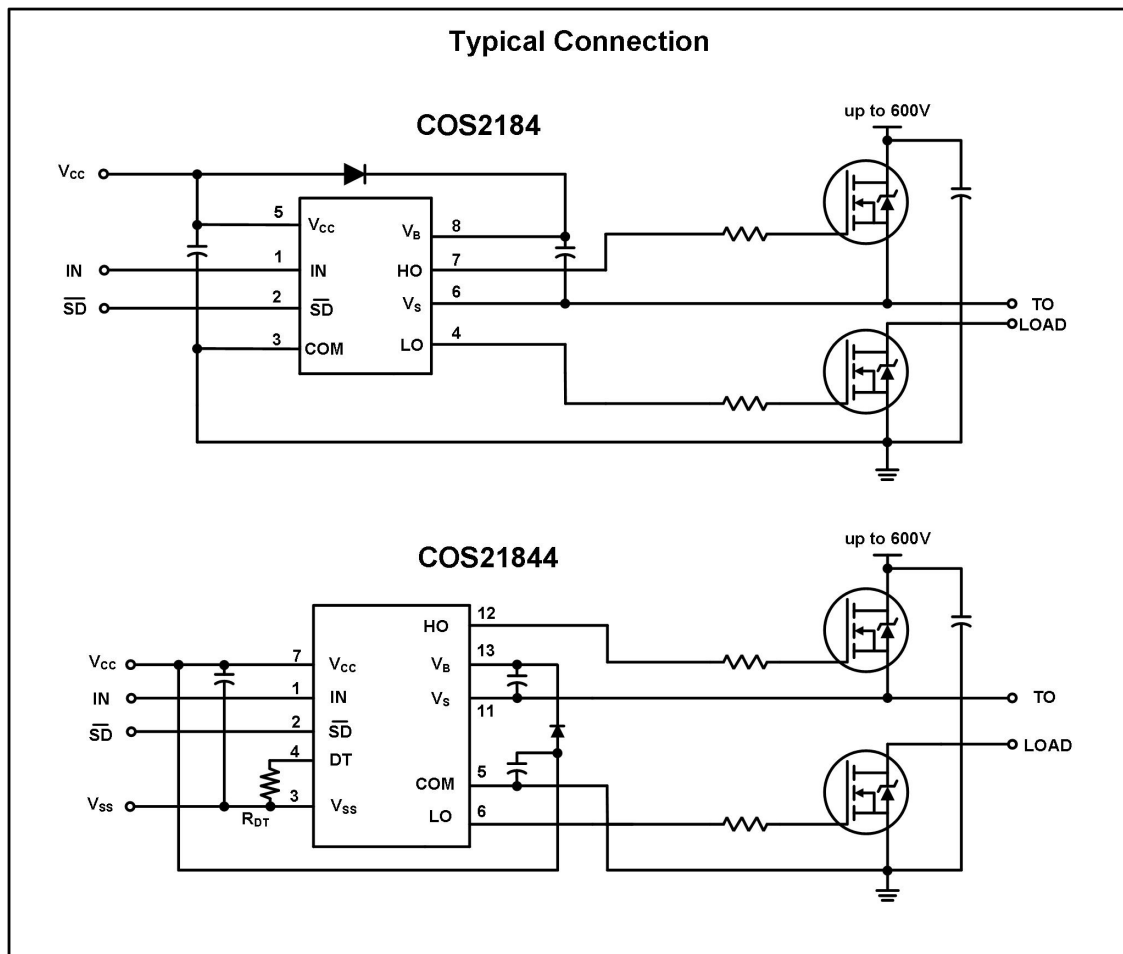 Typical Connection
COS2184
up to 600V
VCC
5
VCC
VB
8
IN
1
IN
HO
7
SD
2
SD
VS
6
TO
LOAD
3
COM
LO
4
COS21844
up to 600V
HO
12
VCC
7
VCC
VB
13
IN
1
IN
VS
11
TO
SD
2
SD
4
DT
LOAD
COM
5
VSS
RDT
3
VSS
LO
6